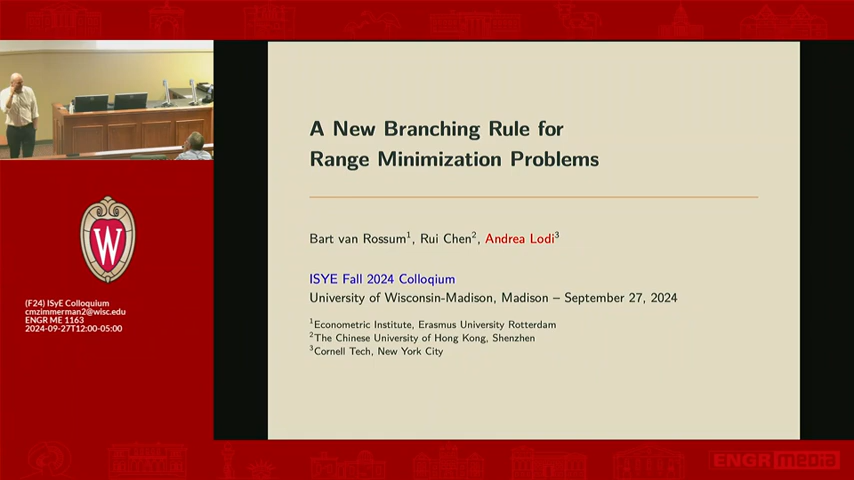 A New Branching Rule for
Range Minimization Problems
Bart van Rossum1, Rui Chen2, Andrea Lodi3
ISYE Fall 2024 Colloqium
University of Wisconsin-Madison, Madison – September 27, 2024
1Econometric Institute, Erasmus University Rotterdam
2The Chinese University of Hong Kong, Shenzhen
3Cornell Tech, New York City
W
(F24) ISyE Colloquium
cmzimmerman2@wisc.edu
ENGR ME 1163
2024-09-27T12:00-05:00
ENGR media